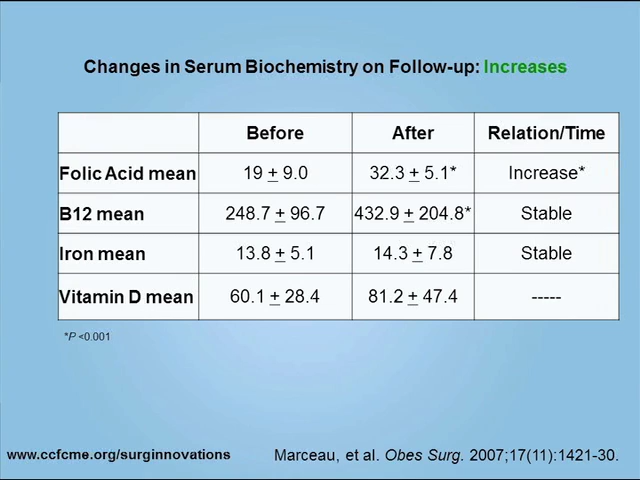 Changes in Serum Biochemistry on Follow-up: Increases
Before After Relation/Time
Folic Acid mean 19 ± 9.0 32.3 ± 5.1* Increase*
B12 mean 248.7 ± 96.7 432.9 ± 204.8* Stable
Iron mean 13.8 ± 5.1 14.3 ± 7.8 Stable
Vitamin D mean 60.1 ± 28.4 81.2 ± 47.4 -----
*P <0.001
www.ccfcme.org/surginnovations Marceau, et al. Obes Surg. 2007;17(11):1421-30.